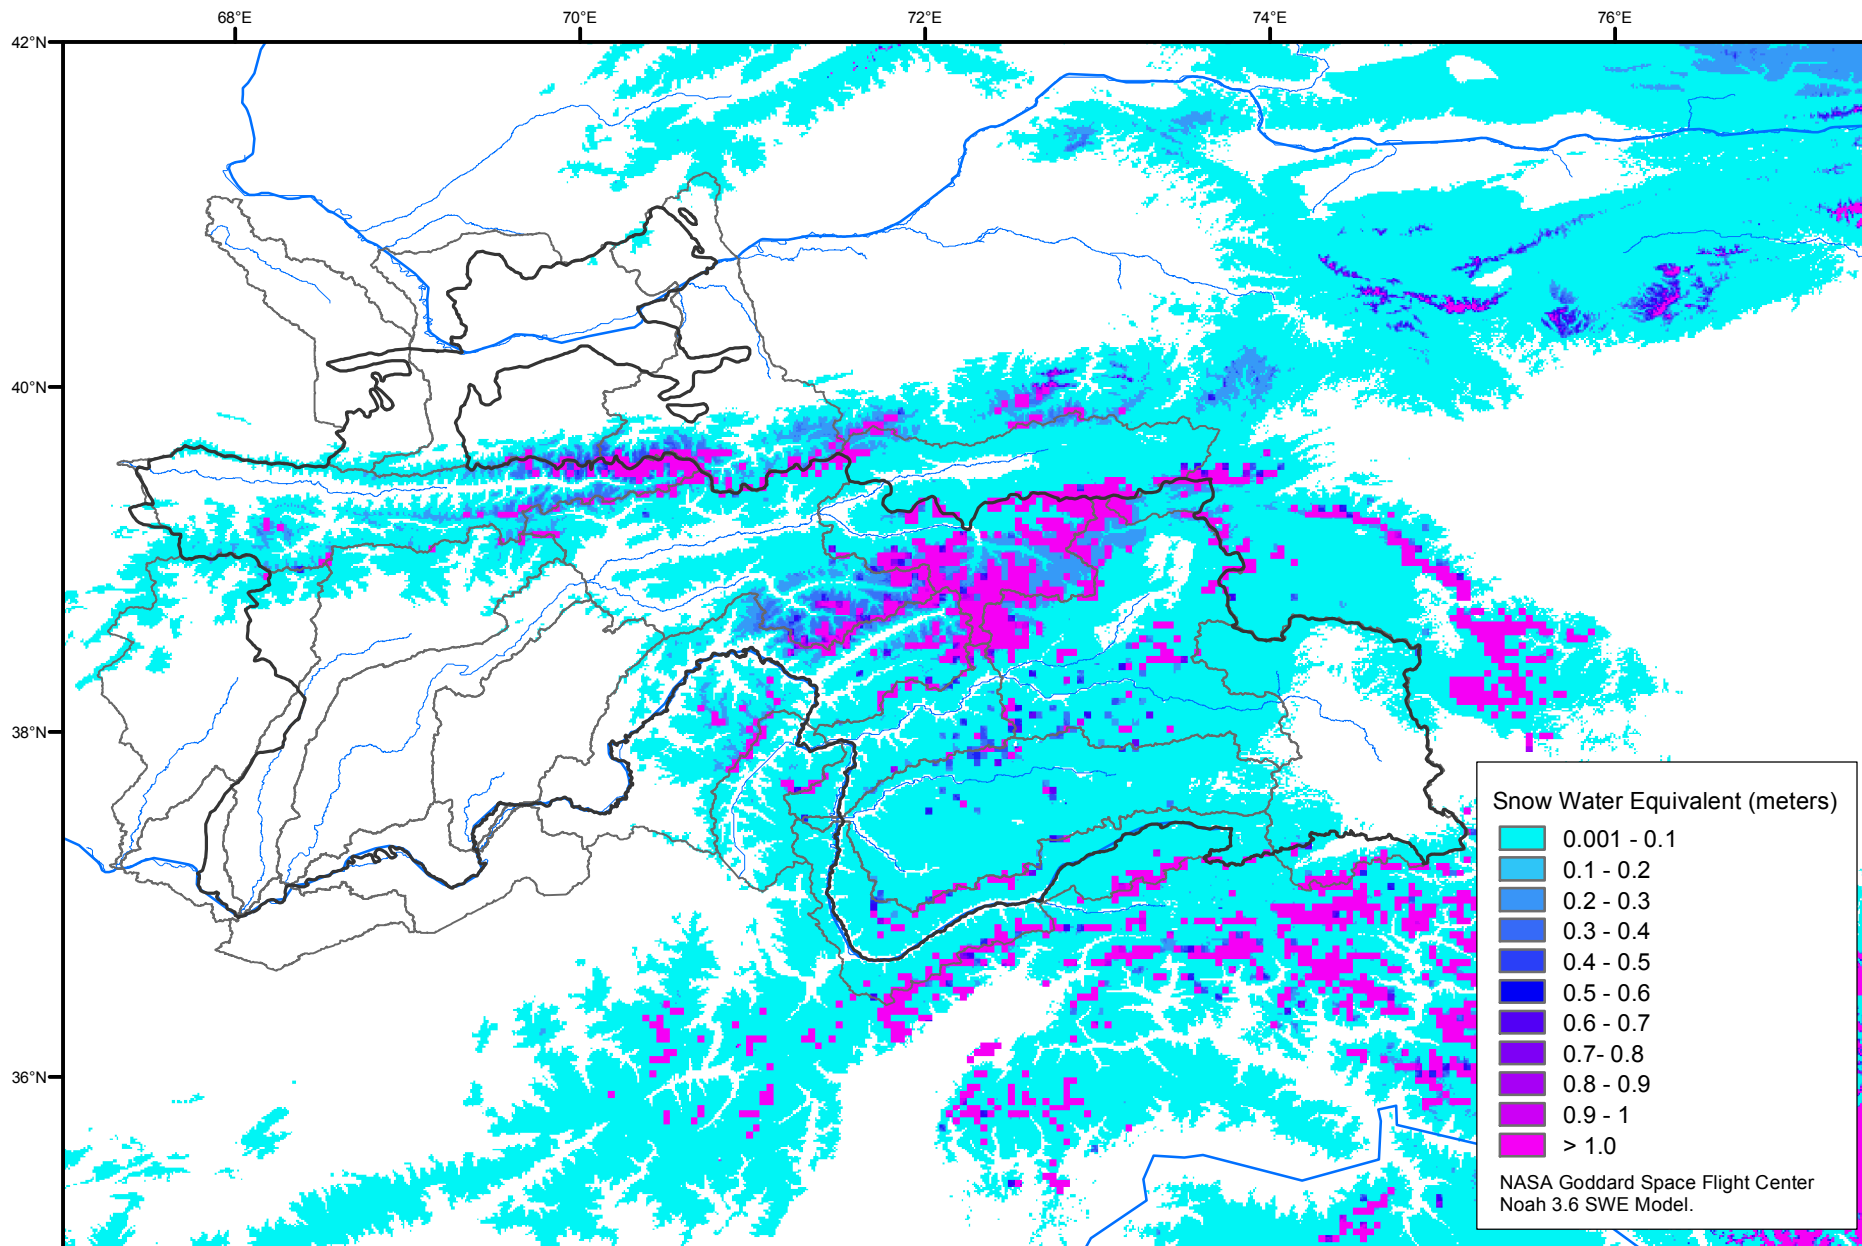 68°E 70°E 72°E 74°E 76°E
42°N
40°N
38°N
36°N
Snow Water Equivalent (meters)
0.001 - 0.1
0.1 - 0.2
0.2 - 0.3
0.3 - 0.4
0.4 - 0.5
0.5 - 0.6
0.6 - 0.7
0.7- 0.8
0.8 - 0.9
0.9 - 1
> 1.0
NASA Goddard Space Flight Center
Noah 3.6 SWE Model.